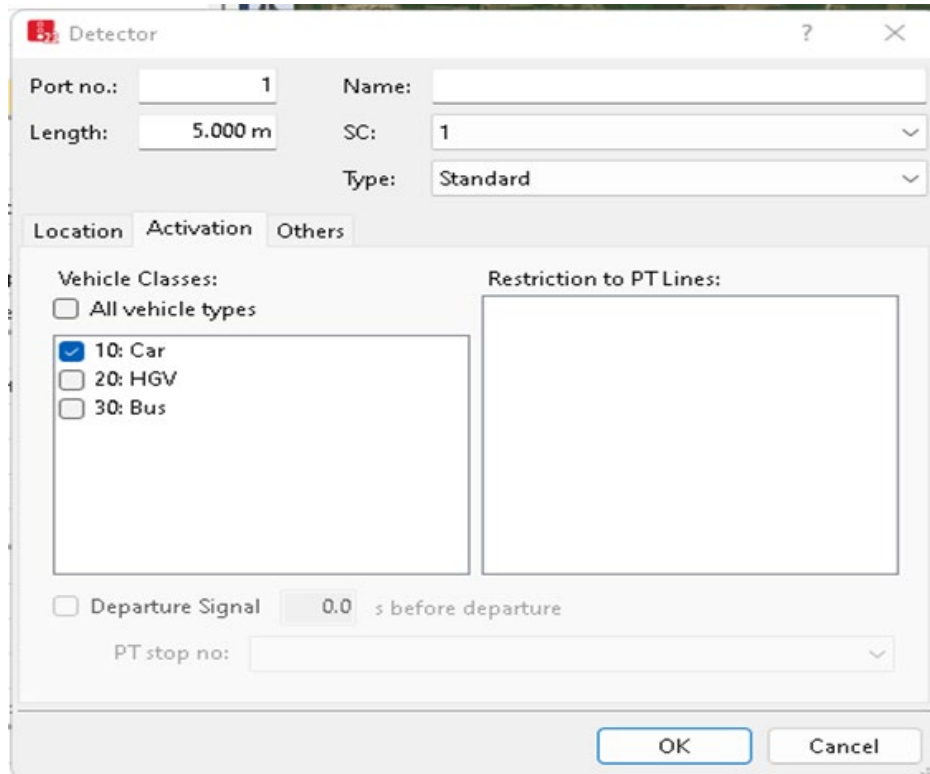 Detector
Port no.: 1 Name:
Length: 5.000 m SC: 1
Type: Standard
Location Activation Others
Vehicle Classes: Restriction to PT Lines:
All vehicle types
10: Car
20: HGV
30: Bus
Departure Signal 0.0 s before departure
PT stop no:
OK Cancel